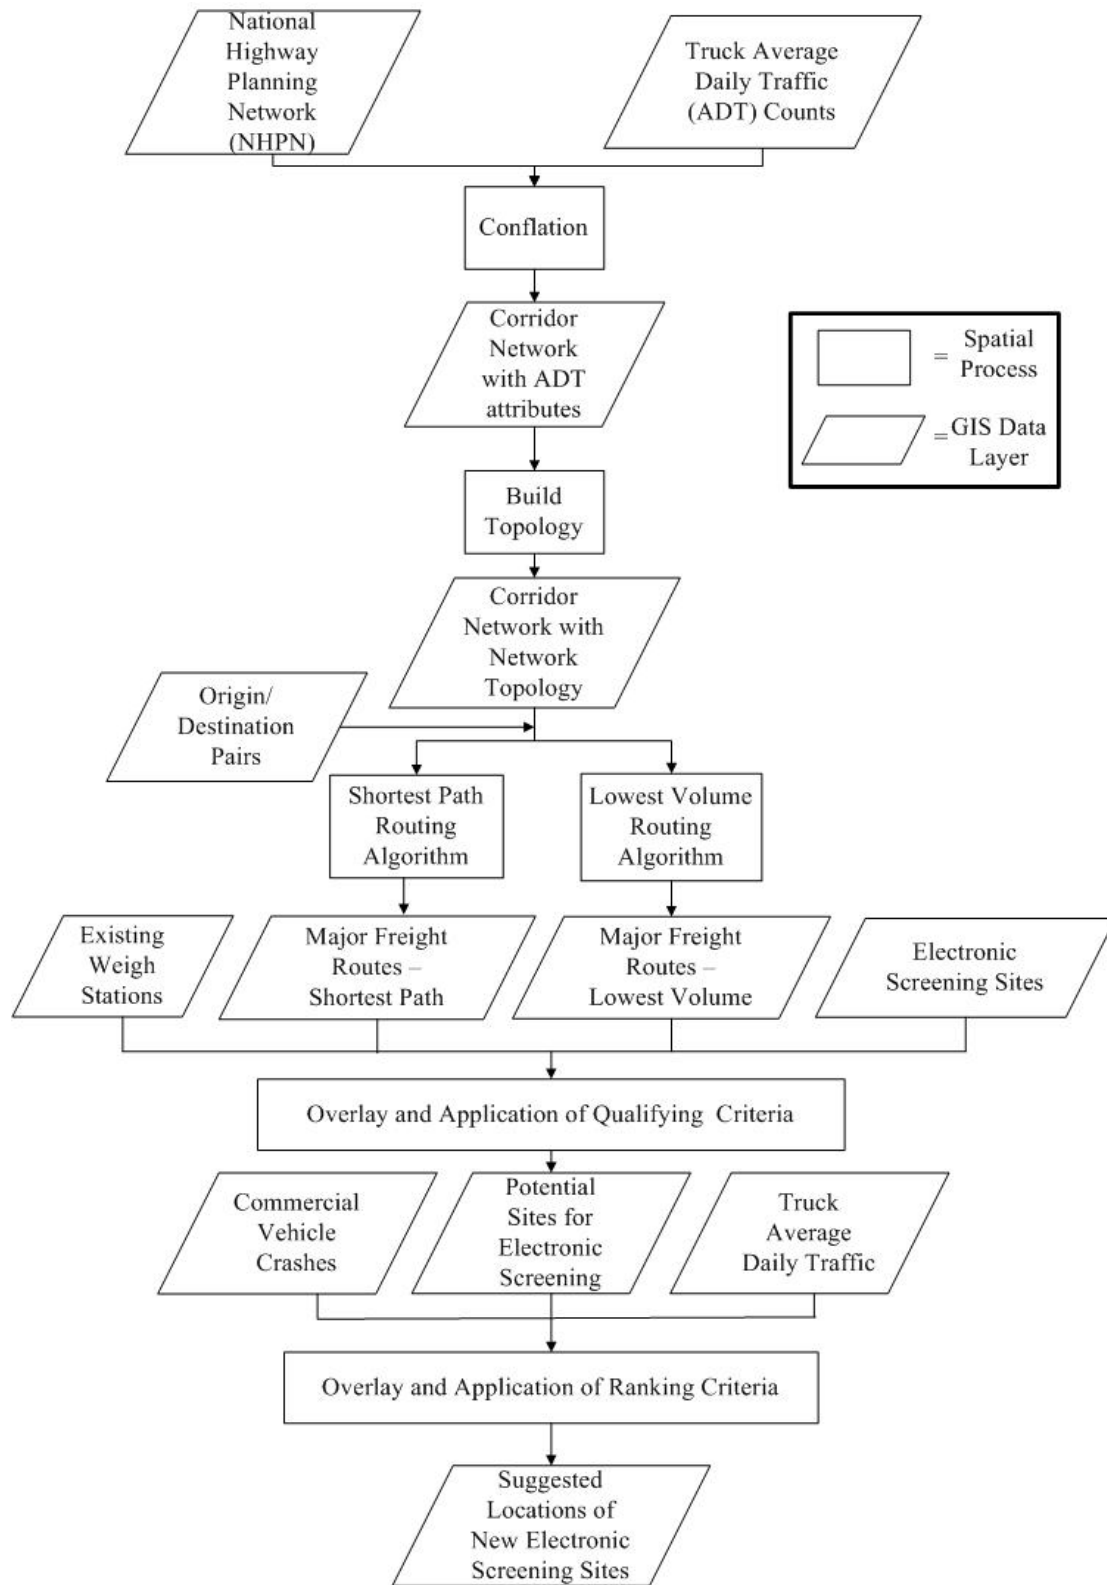 National
Highway
Planning
Network
(NHPN)
Truck Average
Daily Traffic
(ADT) Counts
Conflation
Corridor
Network
with ADT
attributes
= Spatial
Process
=GIS Data
Layer
Build
Topology
Corridor
Network with
Network
Topology
Origin/
Destination
Pairs
Shortest Path
Routing
Algorithm
Lowest Volume
Routing
Algorithm
Existing
Weigh
Stations
Major Freight
Routes –
Shortest Path
Major Freight
Routes –
Lowest Volume
Electronic
Screening Sites
Overlay and Application of Qualifying Criteria
Commercial
Vehicle
Crashes
Potential
Sites for
Electronic
Screening
Truck
Average
Daily Traffic
Overlay and Application of Ranking Criteria
Suggested
Locations of
New Electronic
Screening Sites